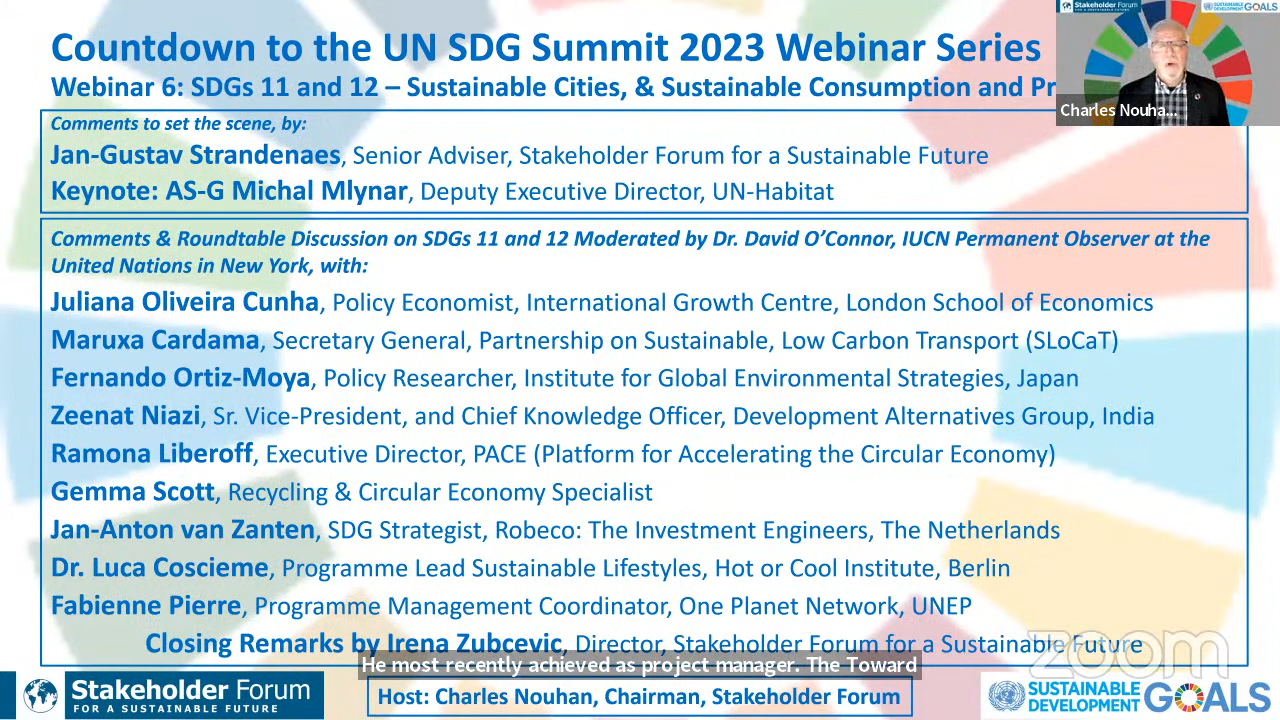 Countdown to the UN SDG Summit 2023 Webinar Series
Webinar 6: SDGs 11 and 12 – Sustainable Cities, & Sustainable Consumption and Pr
Stakeholder Forum
FOR A SUSTAINABLE FUTURE
SUSTAINABLE DEVELOPMENT GOALS
Charles Nouha...
Comments to set the scene, by:
Jan-Gustav Strandenaes, Senior Adviser, Stakeholder Forum for a Sustainable Future
Keynote: AS-G Michal Mlynar, Deputy Executive Director, UN-Habitat
Comments & Roundtable Discussion on SDGs 11 and 12 Moderated by Dr. David O’Connor, IUCN Permanent Observer at the
United Nations in New York, with:
Juliana Oliveira Cunha, Policy Economist, International Growth Centre, London School of Economics
Maruxa Cardama, Secretary General, Partnership on Sustainable, Low Carbon Transport (SLoCaT)
Fernando Ortiz-Moya, Policy Researcher, Institute for Global Environmental Strategies, Japan
Zeenat Niazi, Sr. Vice-President, and Chief Knowledge Officer, Development Alternatives Group, India
Ramona Liberoff, Executive Director, PACE (Platform for Accelerating the Circular Economy)
Gemma Scott, Recycling & Circular Economy Specialist
Jan-Anton van Zanten, SDG Strategist, Robeco: The Investment Engineers, The Netherlands
Dr. Luca Coscieme, Programme Lead Sustainable Lifestyles, Hot or Cool Institute, Berlin
Fabienne Pierre, Programme Management Coordinator, One Planet Network, UNEP
Closing Remarks by Irena Zubcevic, Director, Stakeholder Forum for a Sustainable Future
zoom
He most recently achieved as project manager. The Toward
Stakeholder Forum
FOR A SUSTAINABLE FUTURE
Host: Charles Nouhan, Chairman, Stakeholder Forum
SUSTAINABLE
DEVELOPMENT GOALS